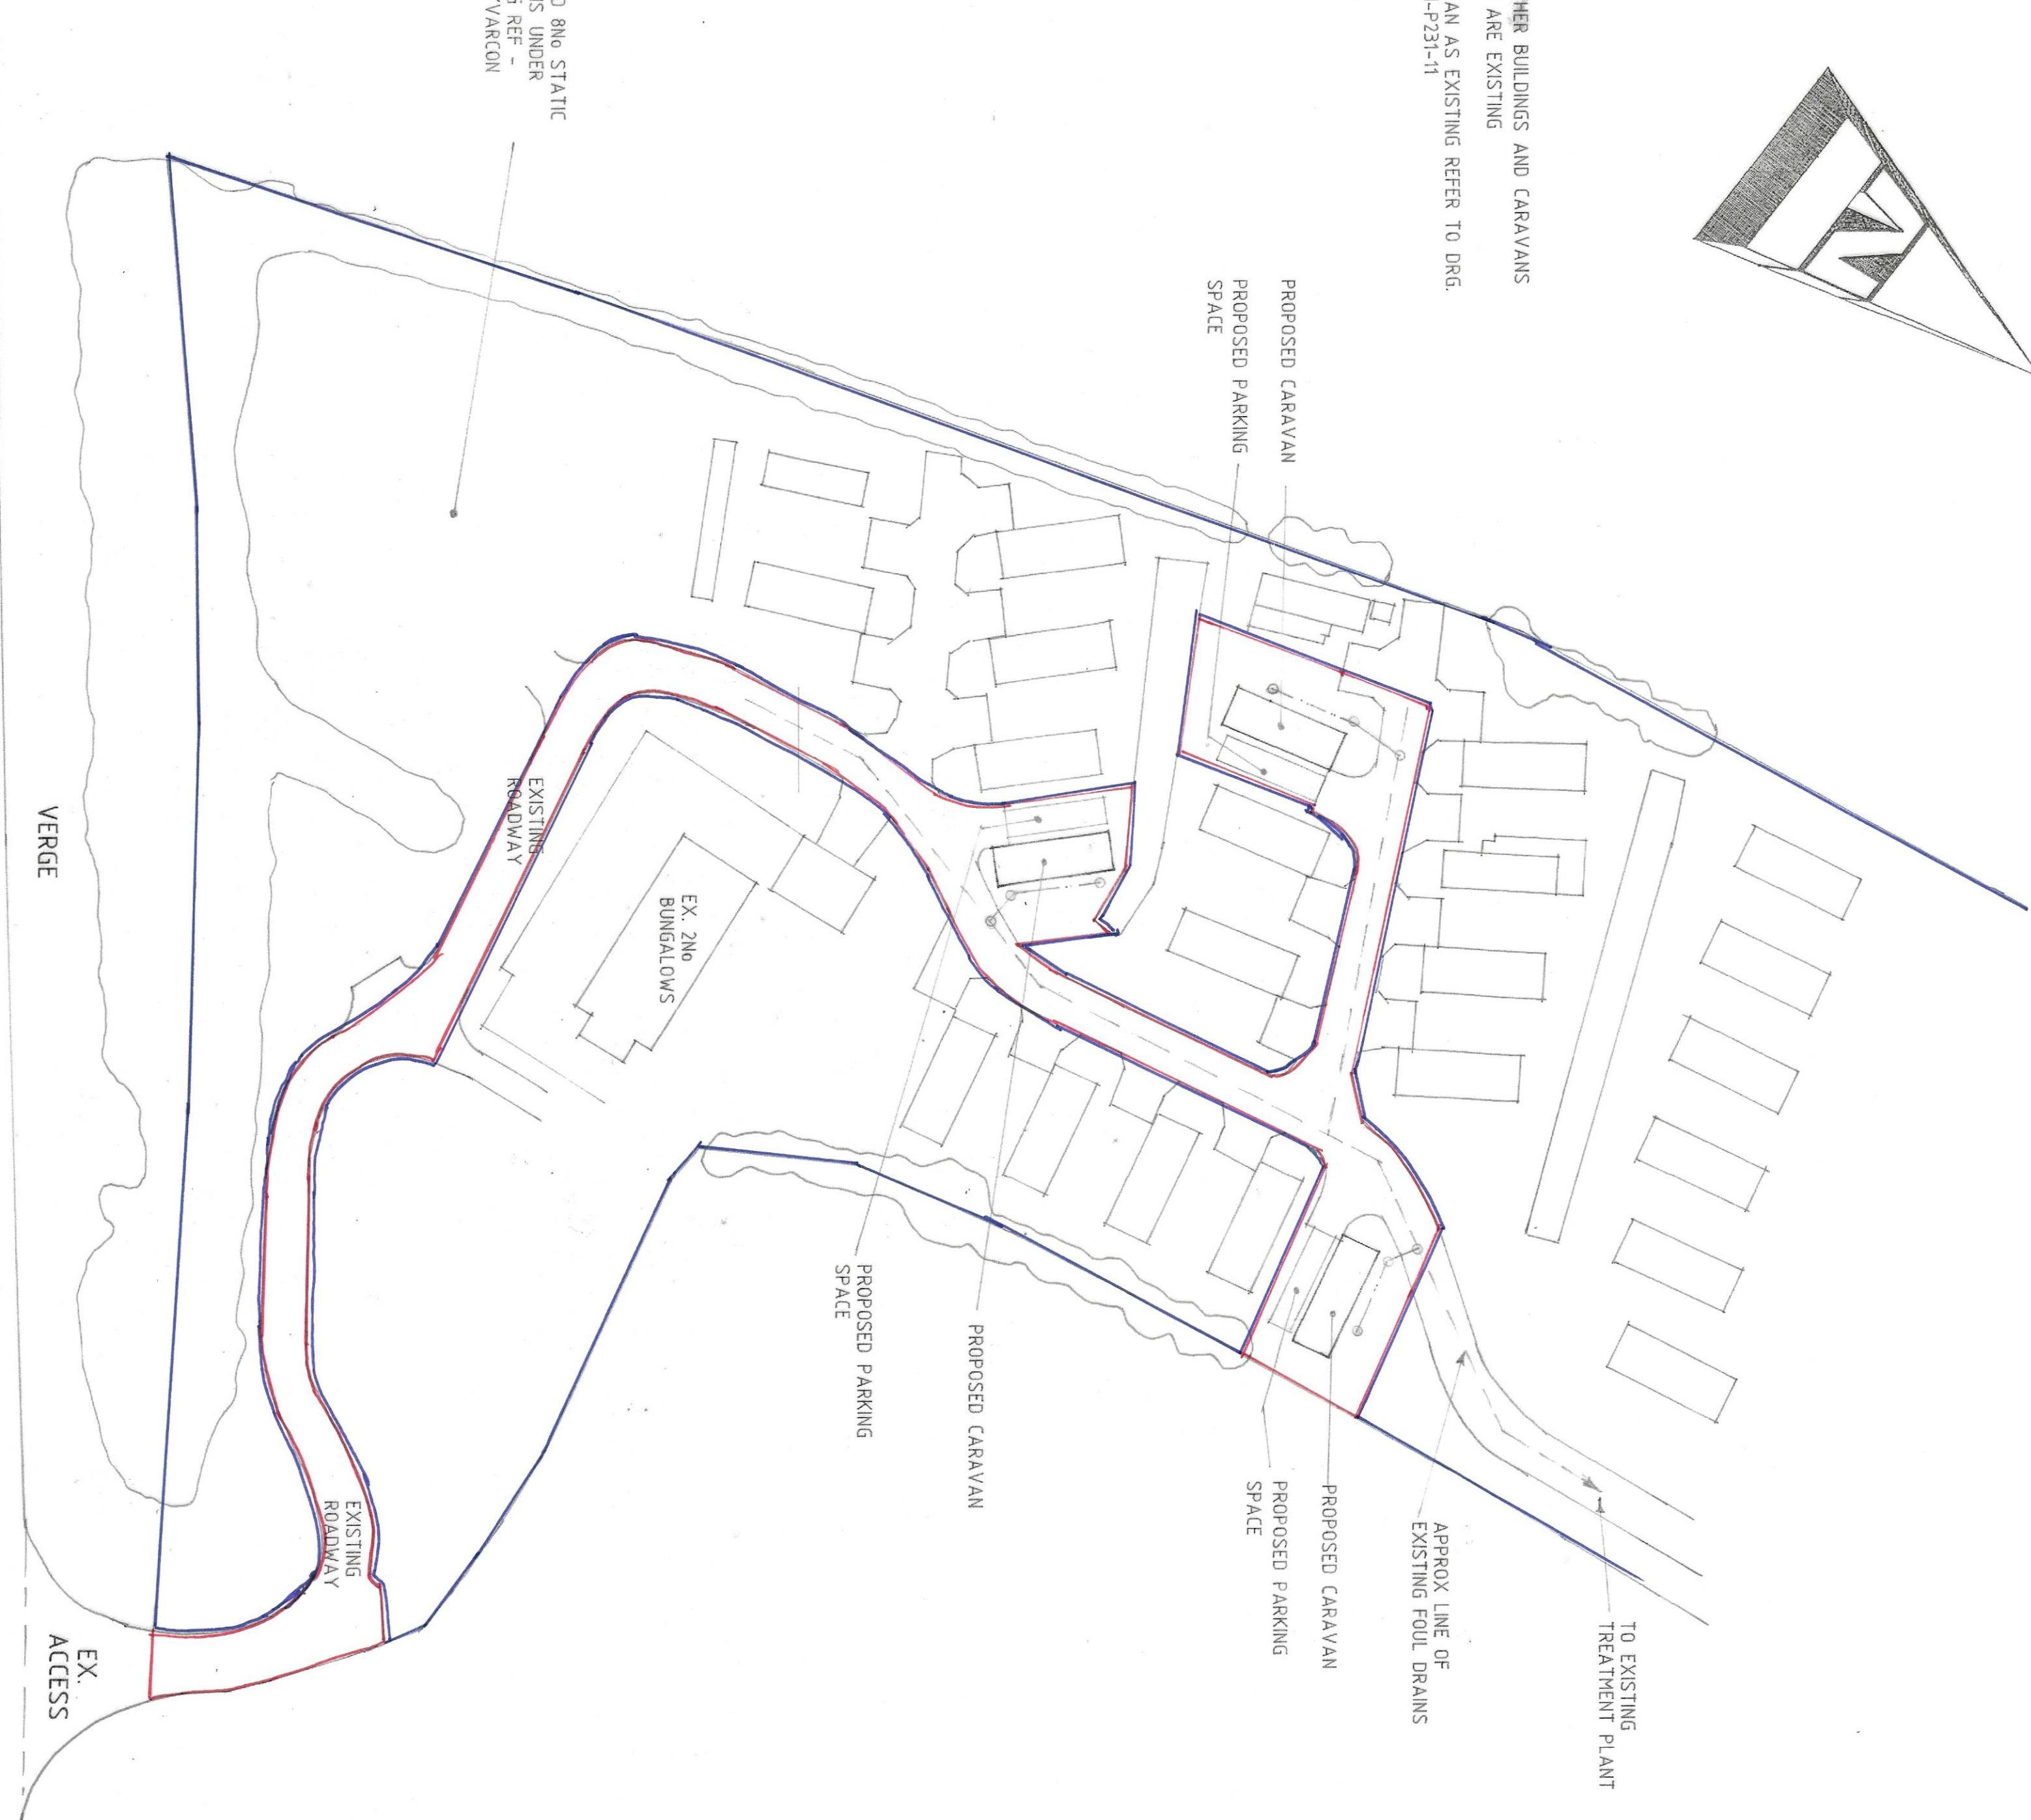 HER BUILDINGS AND CARAVANS
ARE EXISTING
AN AS EXISTING REFER TO DRG.
-P231-11
8No STATIC
S UNDER
REF -
VARCON
PROPOSED CARAVAN
PROPOSED PARKING
SPACE
EXISTING
ROADWAY
EX. 2No
BUNGALOWS
VERGE
PROPOSED PARKING
SPACE
PROPOSED CARAVAN
PROPOSED PARKING
SPACE
PROPOSED CARAVAN
APPROX LINE OF
EXISTING FOUL DRAINS
TO EXISTING
TREATMENT PLANT
EXISTING
ROADWAY
EX.
ACCESS